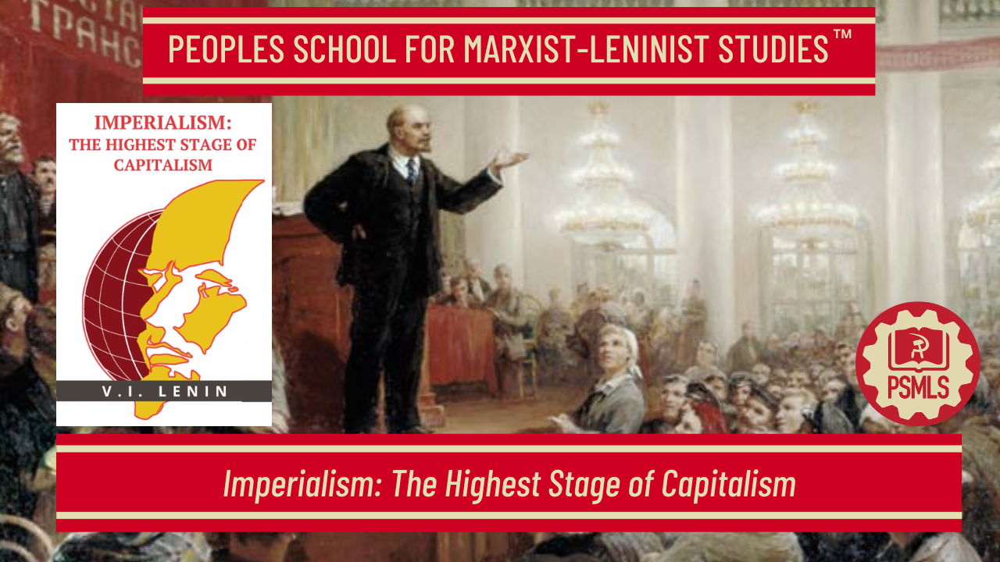 PEOPLES SCHOOL FOR MARXIST-LENINIST STUDIES™
IMPERIALISM:
THE HIGHEST STAGE OF
CAPITALISM
V.I. LENIN
PSMLS
Imperialism: The Highest Stage of Capitalism